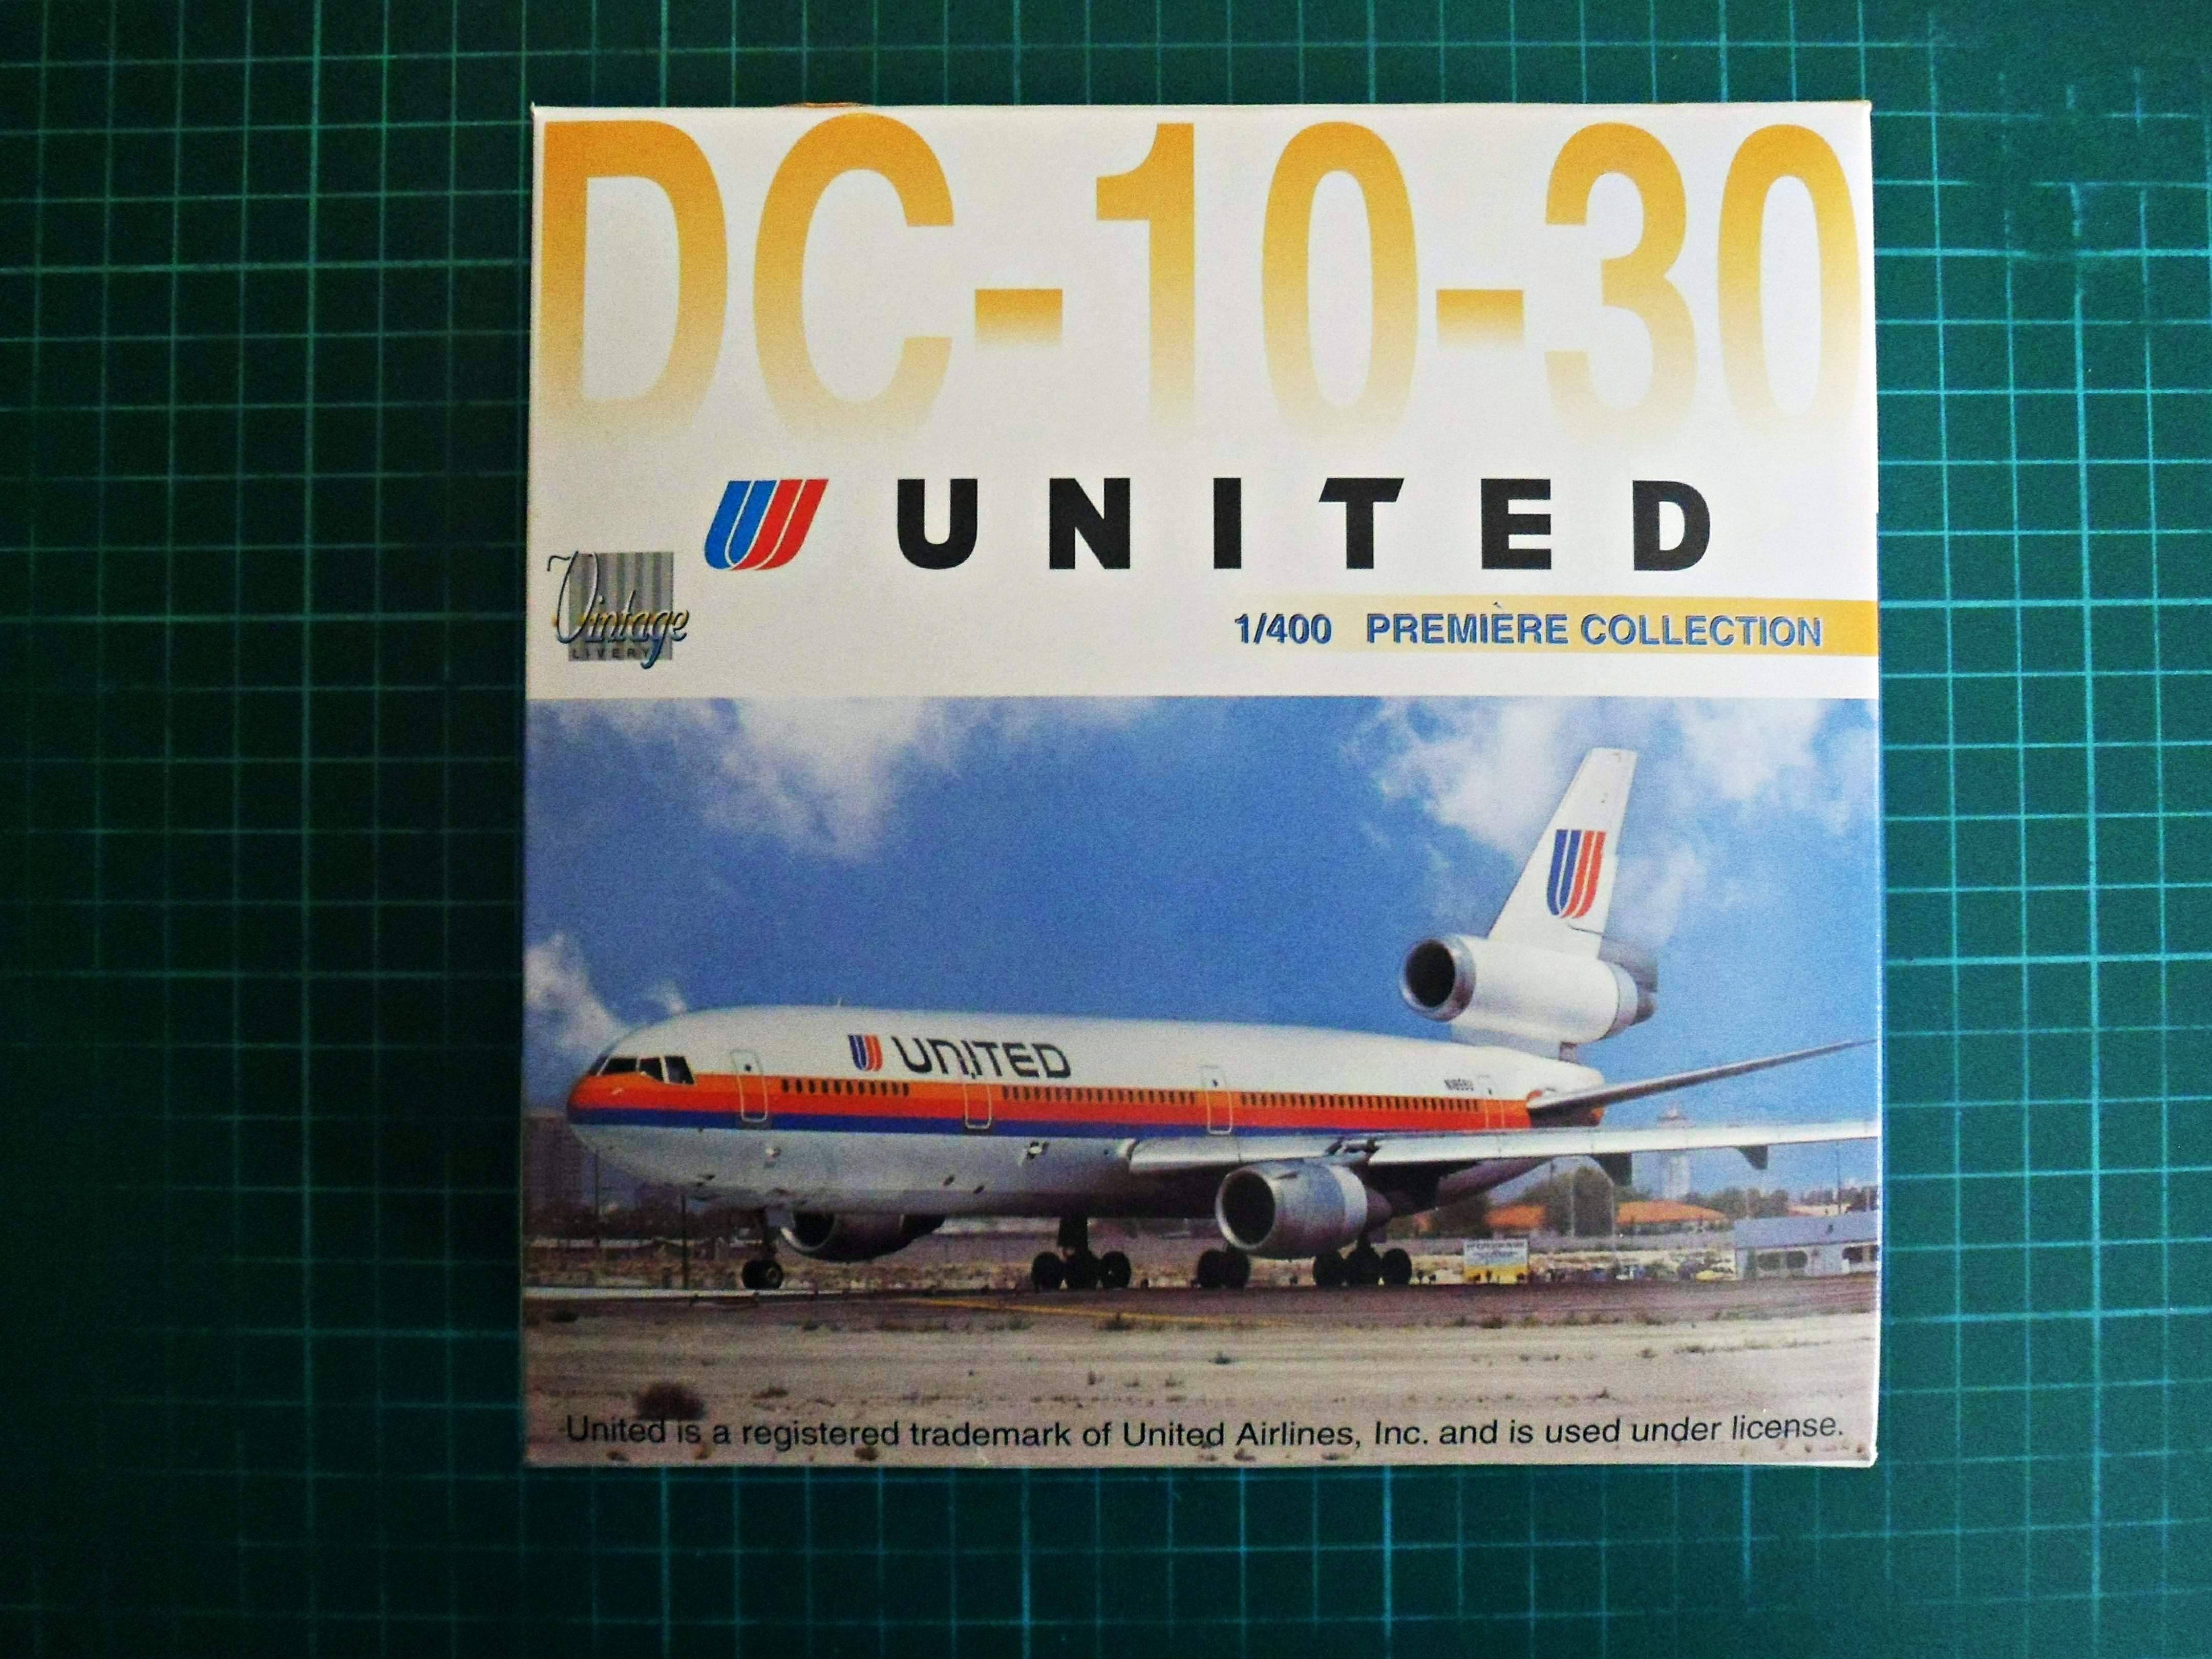 DC-10-30
UNITED
Vintage
LIVERY
1/400 PREMIÈRE COLLECTION
UNITED
United is a registered trademark of United Airlines, Inc. and is used under license.